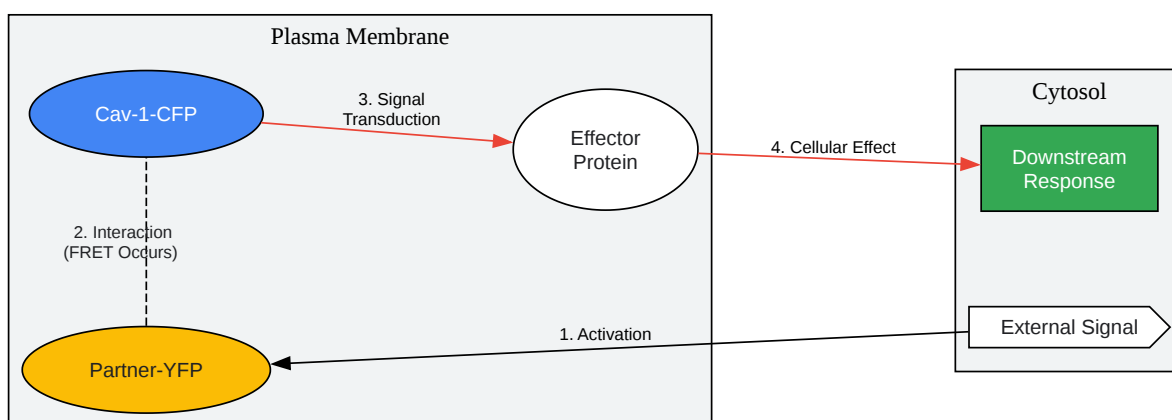 Plasma Membrane
Cav-1-CFP
3. Signal
Transduction
Effector
Protein
4. Cellular Effect
Cytosol
Downstream
Response
2. Interaction
(FRET Occurs)
1. Activation
External Signal
Partner-YFP